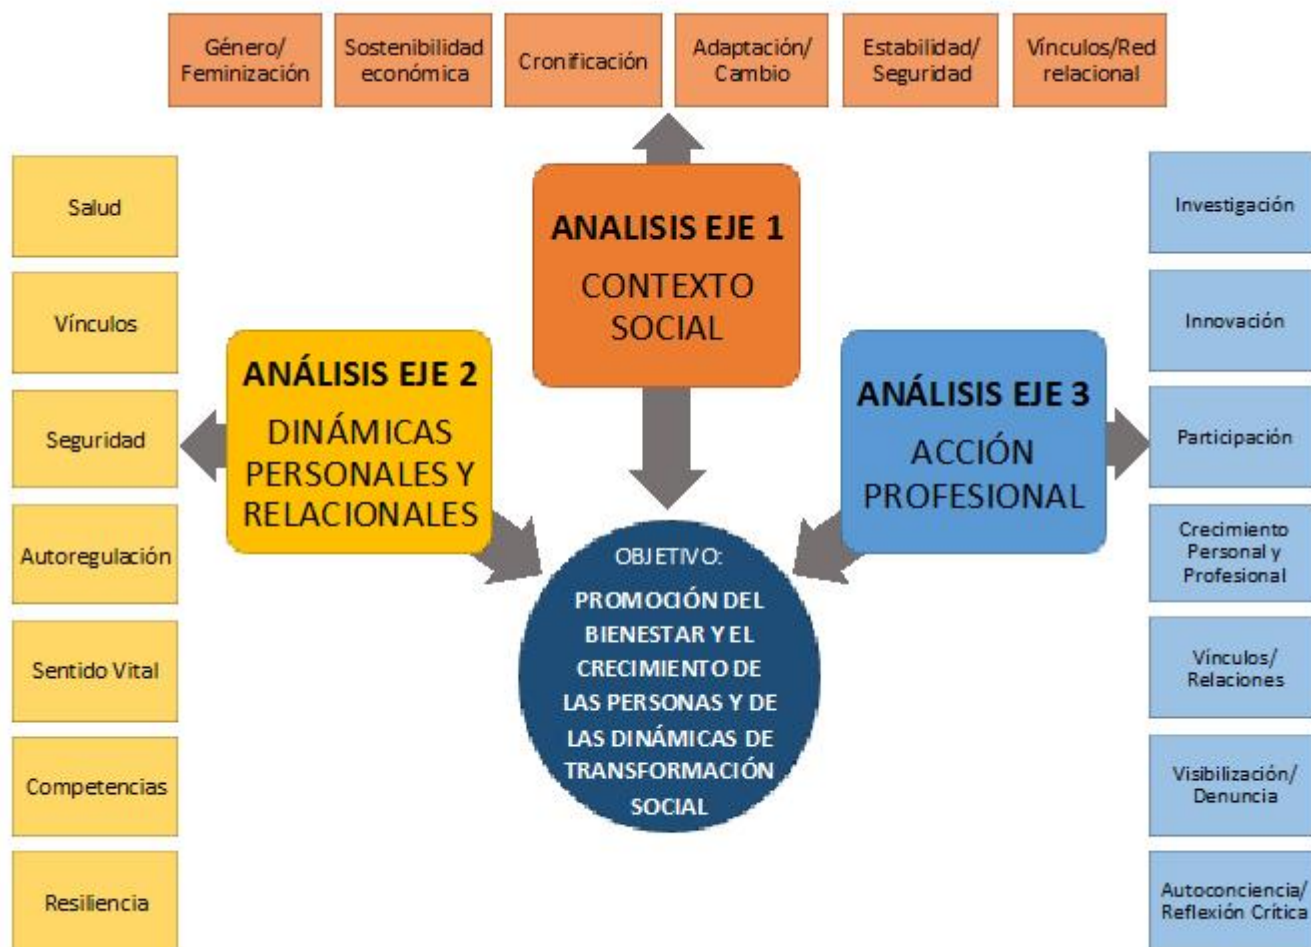 Género/
Feminización
Sostenibilidad
económica
Cronificación
Adaptación/
Cambio
Estabilidad/
Seguridad
Vínculos/Red
relacional
ANALISIS EJE 1
CONTEXTO
SOCIAL
Salud
Vínculos
Seguridad
Autoregulación
Sentido Vital
Competencias
Resiliencia
ANÁLISIS EJE 2
DINÁMICAS
PERSONALES Y
RELACIONALES
ANÁLISIS EJE 3
ACCIÓN
PROFESIONAL
Investigación
Innovación
Participación
Crecimiento
Personal y
Profesional
Vínculos/
Relaciones
Visibilización/
Denuncia
Autoconciencia/
Reflexión Crítica
OBJETIVO:
PROMOCIÓN DEL
BIENESTAR Y EL
CRECIMIENTO DE
LAS PERSONAS Y DE
LAS DINÁMICAS DE
TRANSFORMACIÓN
SOCIAL